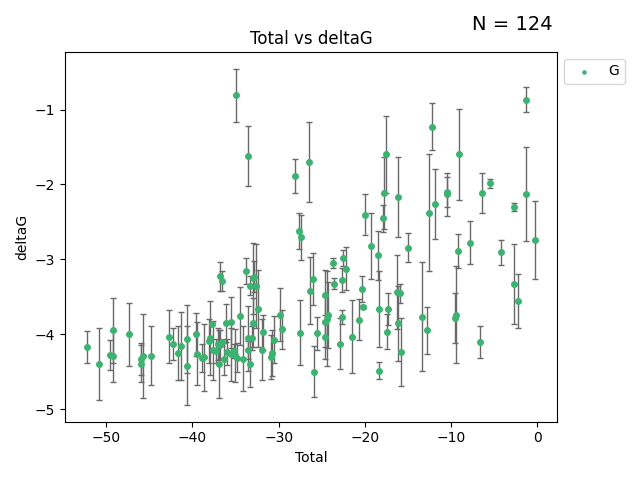 N = 124
Total vs deltaG
G
−1
−2
−3
−4
−5
deltaG
−50 −40 −30 −20 −10 0
Total